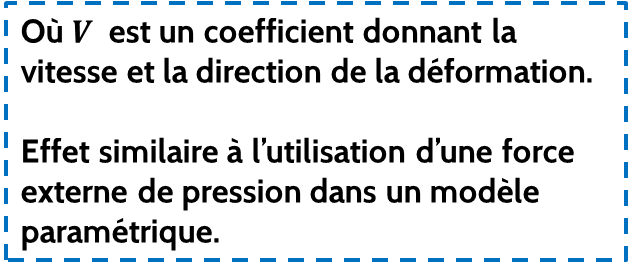 Où V est un coefficient donnant la
vitesse et la direction de la déformation.
Effet similaire à l’utilisation d’une force
externe de pression dans un modèle
paramétrique.